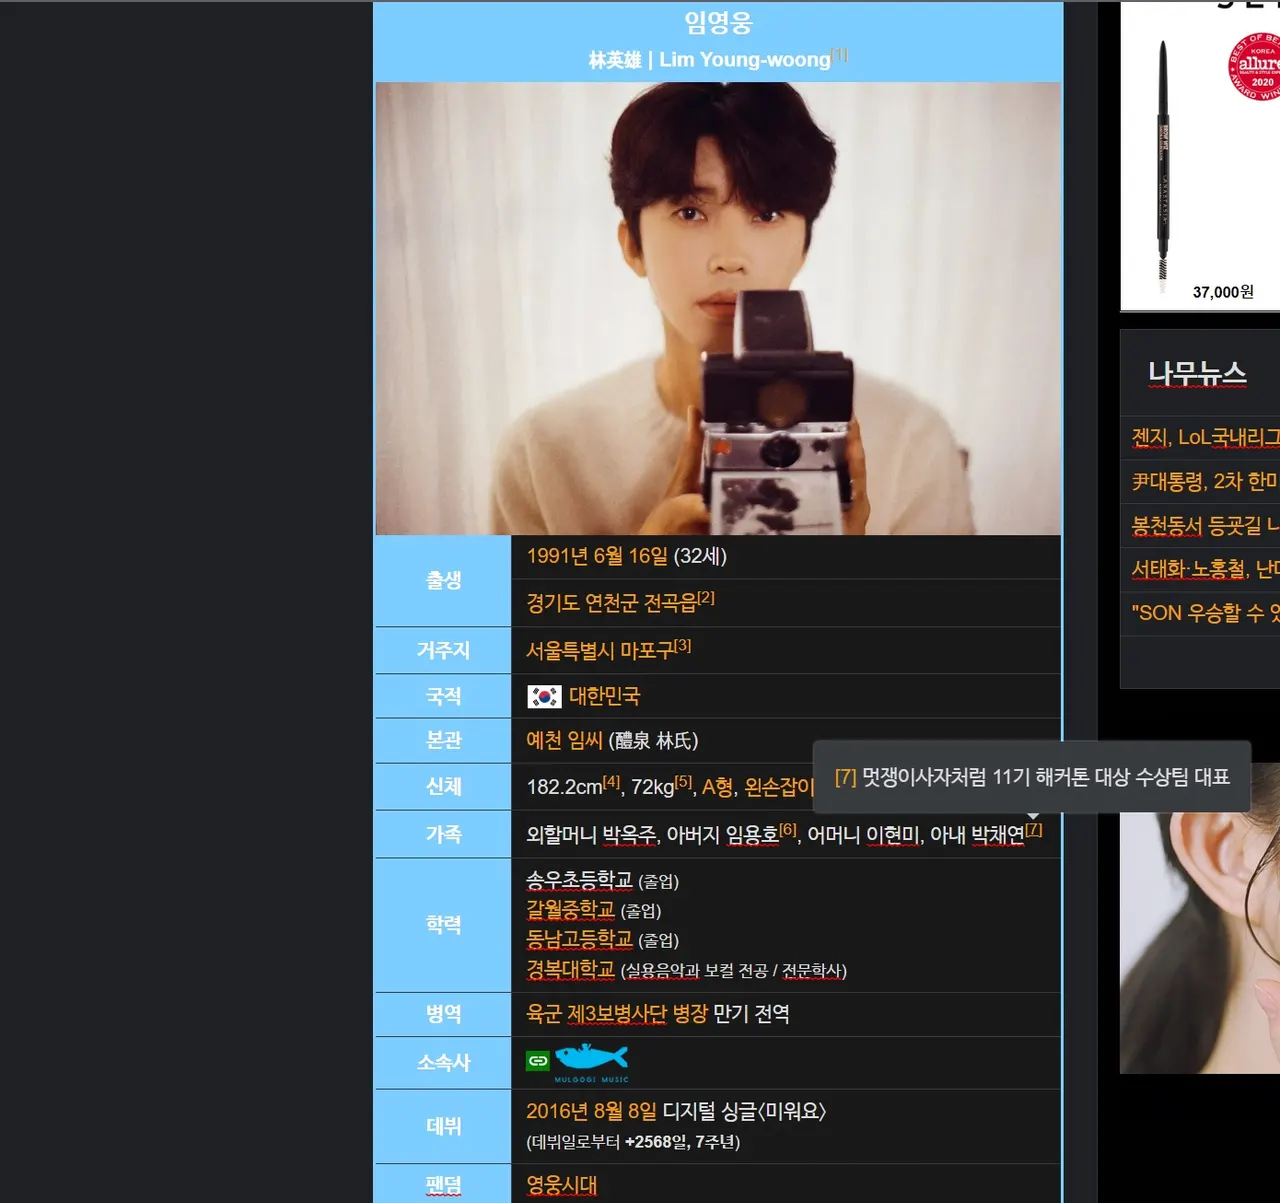 임영웅
林英雄 | Lim Young-woong[1]
출생
1991년 6월 16일 (32세)
경기도 연천군 전곡읍[2]
거주지
서울특별시 마포구[3]
국적
대한민국
본관
예천 임씨 (醴泉 林氏)
신체
182.2cm[4], 72kg[5], A형, 왼손잡이
[7] 멋쟁이사자처럼 11기 해커톤 대상 수상팀 대표
가족
외할머니 박옥주, 아버지 임용호[6], 어머니 이현미, 아내 박채연[7]
학력
송우초등학교 (졸업)
갈월중학교 (졸업)
동남고등학교 (졸업)
경복대학교 (실용음악과 보컬 전공 / 전문학사)
병역
육군 제3보병사단 병장 만기 전역
소속사
MULGOGI MUSIC
데뷔
2016년 8월 8일 디지털 싱글〈미워요〉
(데뷔일로부터 +2568일, 7주년)
팬덤
영웅시대
BEST OF BEA
KOREA
allure
2020
AWARD WIN
37,000원
나무뉴스
젠지, LoL국내리그
尹대통령, 2차 한미
봉천동서 등굣길 나
서태화·노홍철, 난
"SON 우승할 수 있